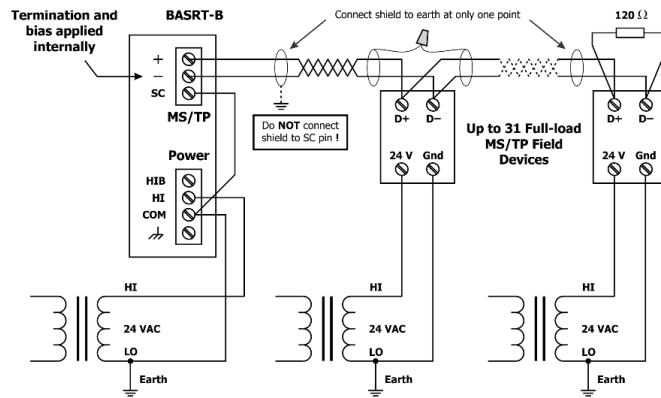 Termination and
bias applied
internally
BASRT-B
Connect shield to earth at only one point
120 Ω
+
−
SC
MS/TP
Do NOT connect
shield to SC pin !
D+ D−
Up to 31 Full-load
MS/TP Field
Devices
D+ D−
24 V Gnd
24 V Gnd
Power
HIB
HI
COM
HI
24 VAC
LO
Earth
HI
24 VAC
LO
Earth
HI
24 VAC
LO
Earth